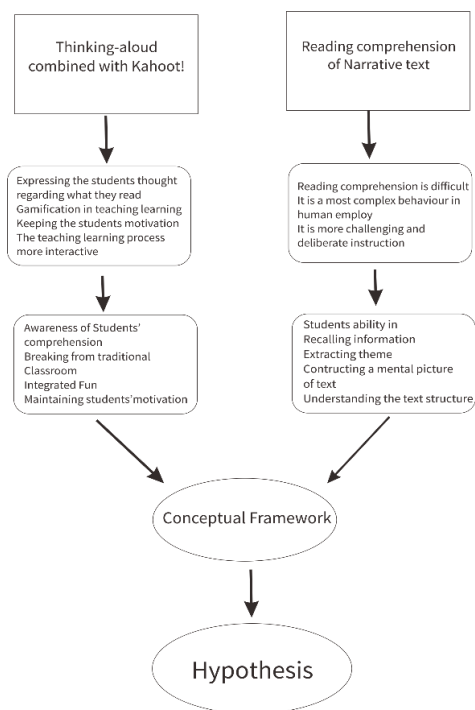 Thinking-aloud
combined with Kahoot!
Reading comprehension
of Narrative text
Expressing the students thought
regarding what they read
Gamification in teaching learning
Keeping the students motivation
The teaching learning process
more interactive
Reading comprehension is difficult
It is a most complex behaviour in
human employ
It is more challenging and
deliberate instruction
Awareness of Students'
comprehension
Breaking from traditional
Classroom
Integrated Fun
Maintaining students'motivation
Students ability in
Recalling information
Extracting theme
Contructing a mental picture
of text
Understanding the text structure
Conceptual Framework
Hypothesis